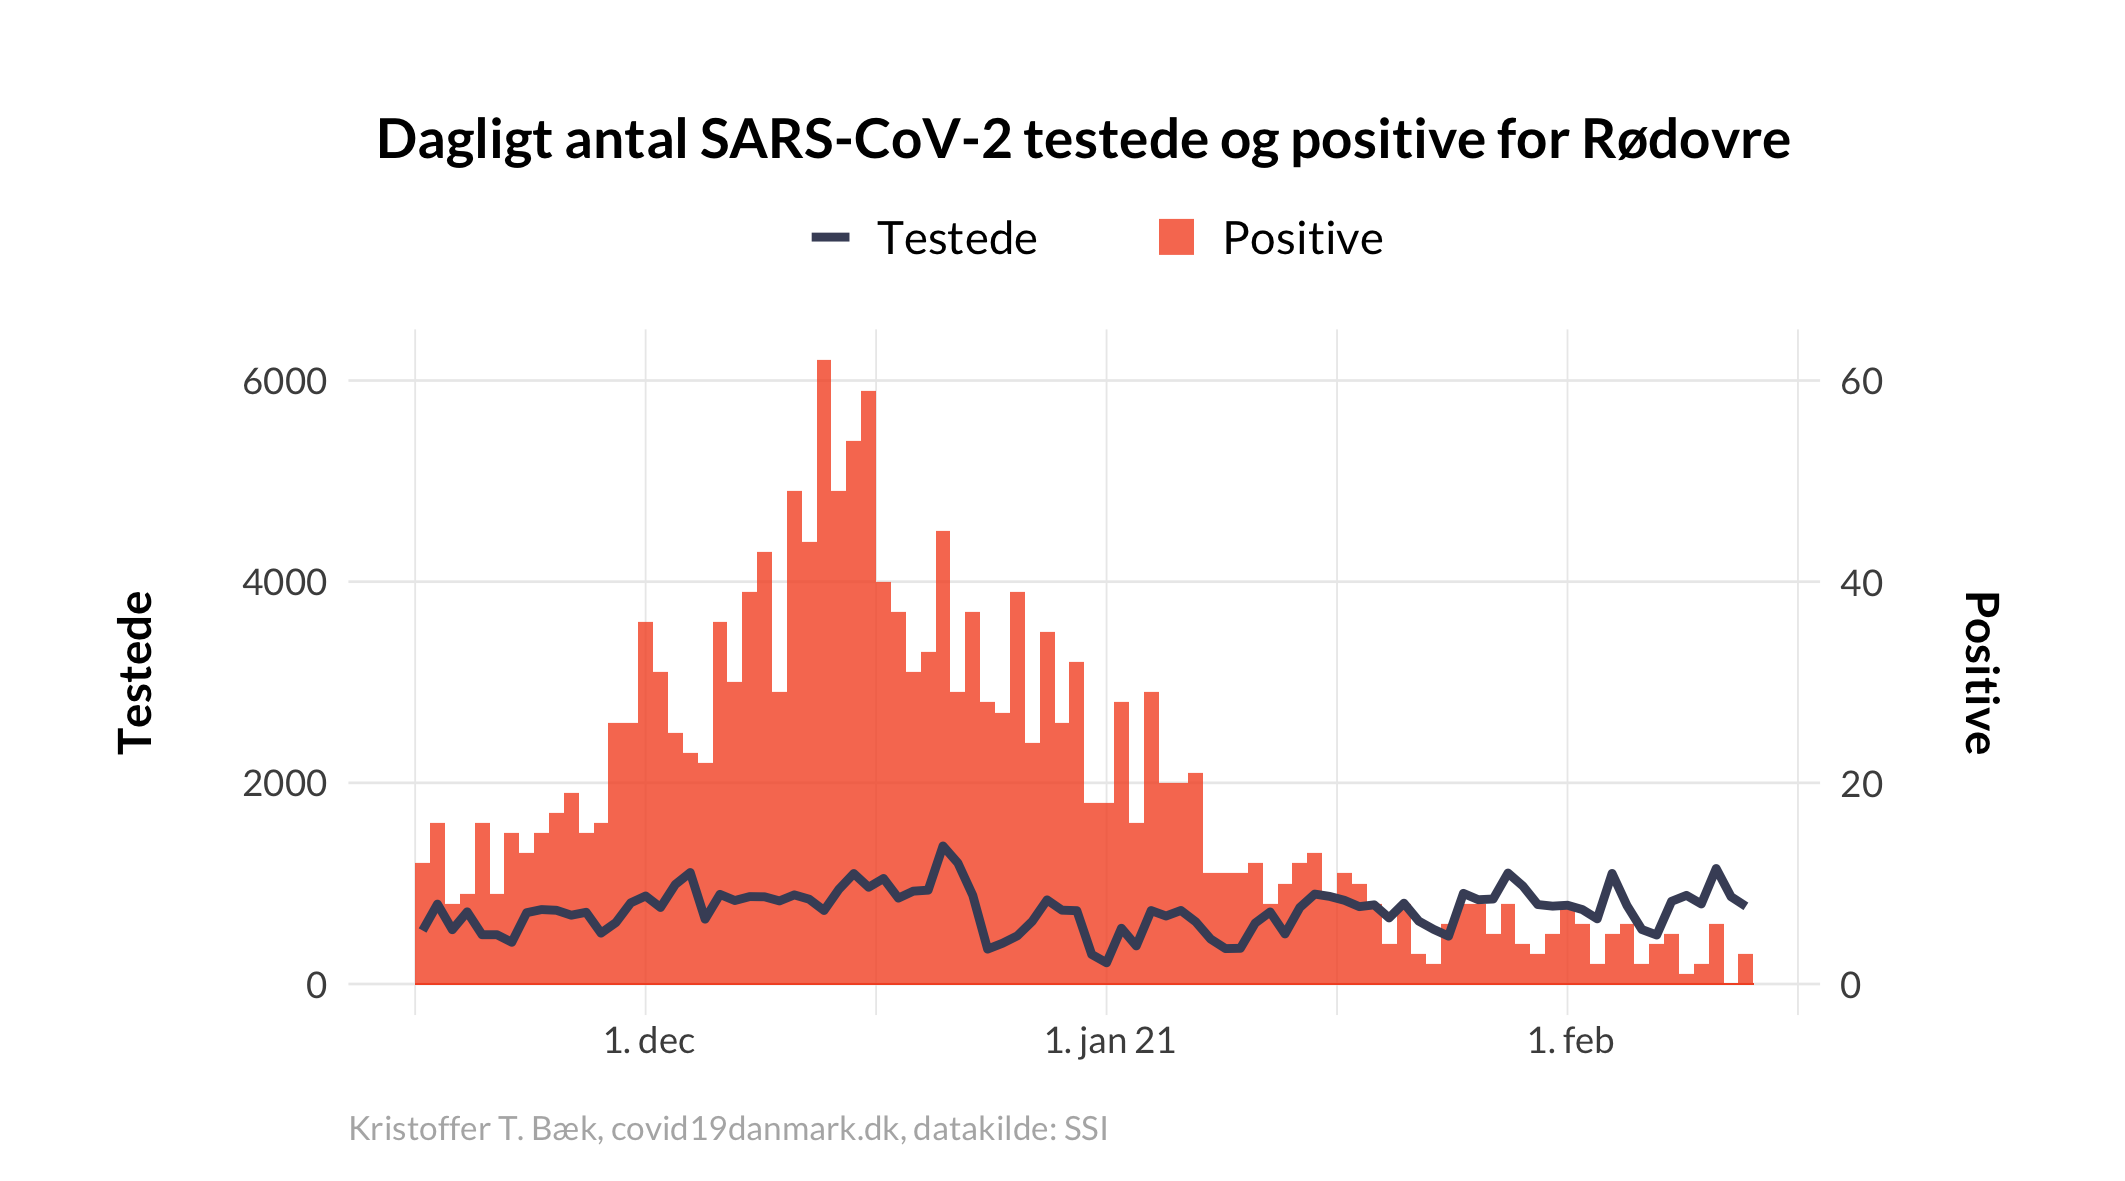 Dagligt antal SARS-CoV-2 testede og positive for Rødovre
Testede
Positive
6000
4000
2000
0
Testede
60
40
20
0
Positive
1. dec
1. jan 21
1. feb
Kristoffer T. Bæk, covid19danmark.dk, datakilde: SSI